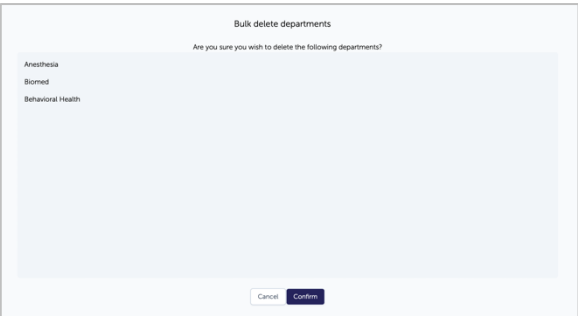 Bulk delete departments
Are you sure you wish to delete the following departments?
Anesthesia
Biomed
Behavioral Health
Cancel Confirm